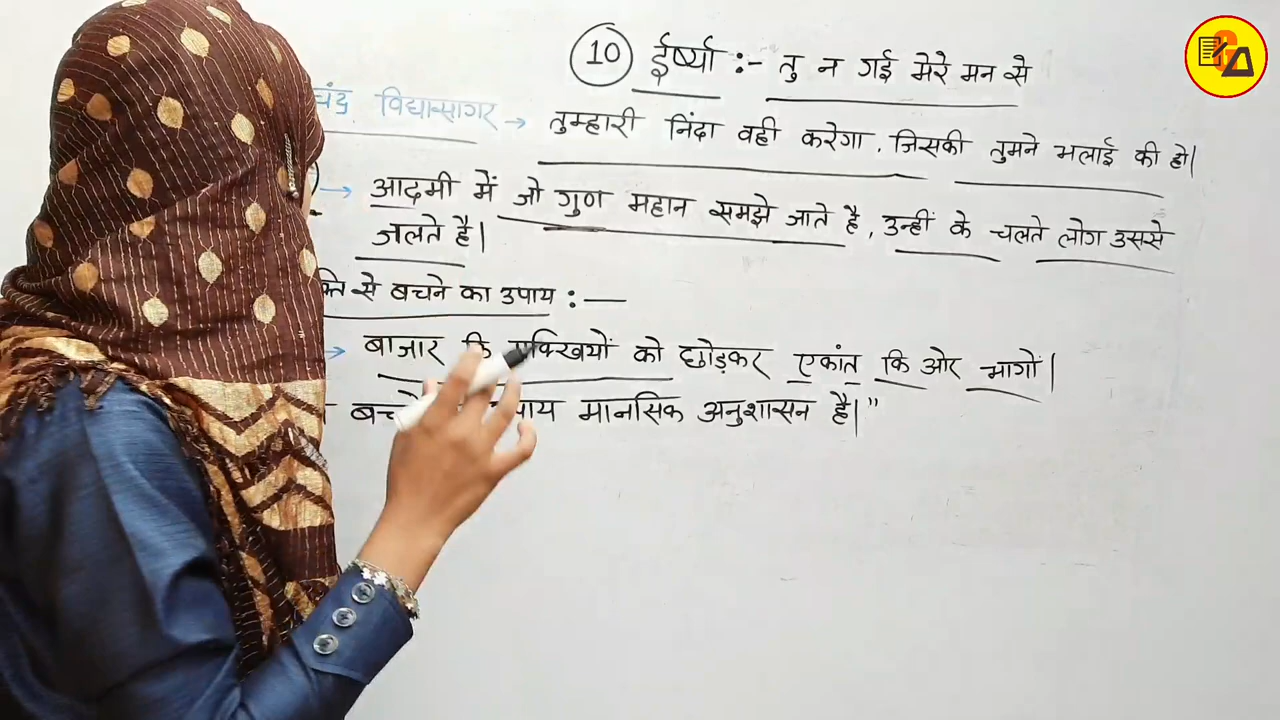 10 ईर्ष्या :- तु न गई मेरे मन से
चंद्र विद्यासागर → तुम्हारी निंदा वही करेगा, जिसकी तुमने भलाई की हो।
→ आदमी में जो गुण महान समझे जाते है, उन्हीं के चलते लोग उससे
जलते है।
से बचने का उपाय :—
→ बाजार कि मक्खियों को छोड़कर एकांत कि ओर भागों।
मानसिक अनुशासन है।"